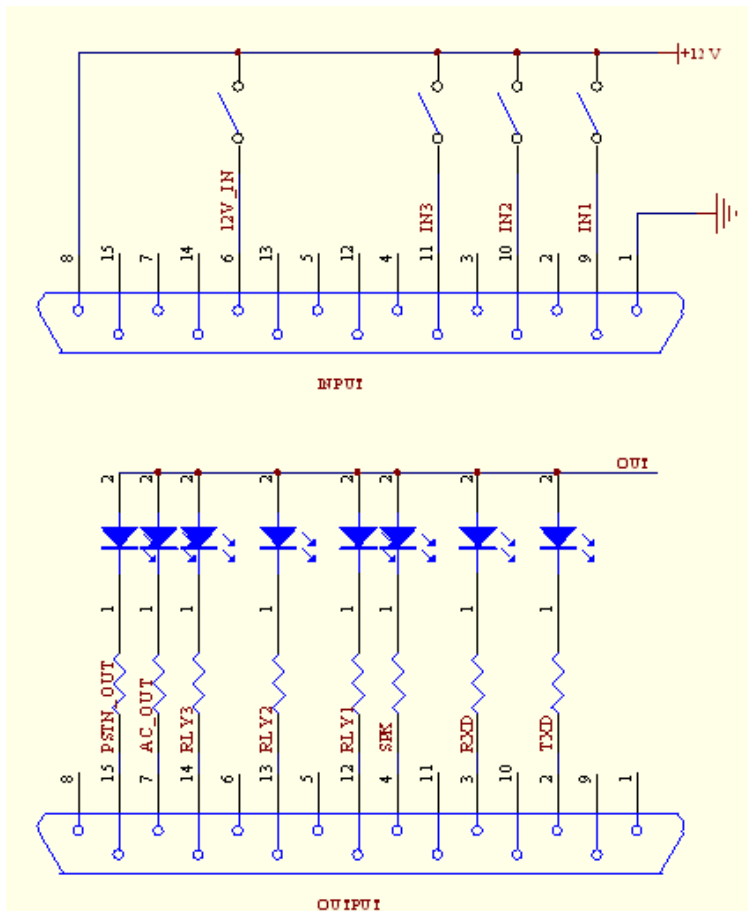 +12V
12V_IN IN3 IN2 IN1
8 15 7 14 6 13 5 12 4 11 3 10 2 9 1
INPUT
OUT
2 2 2 2 2 2 2 2
1 1 1 1 1 1 1 1
PSTN_OUT AC_OUT RLY3 RLY2 RLY1 SPK RXD TXD
8 15 7 14 6 13 5 12 4 11 3 10 2 9 1
OUTPUT